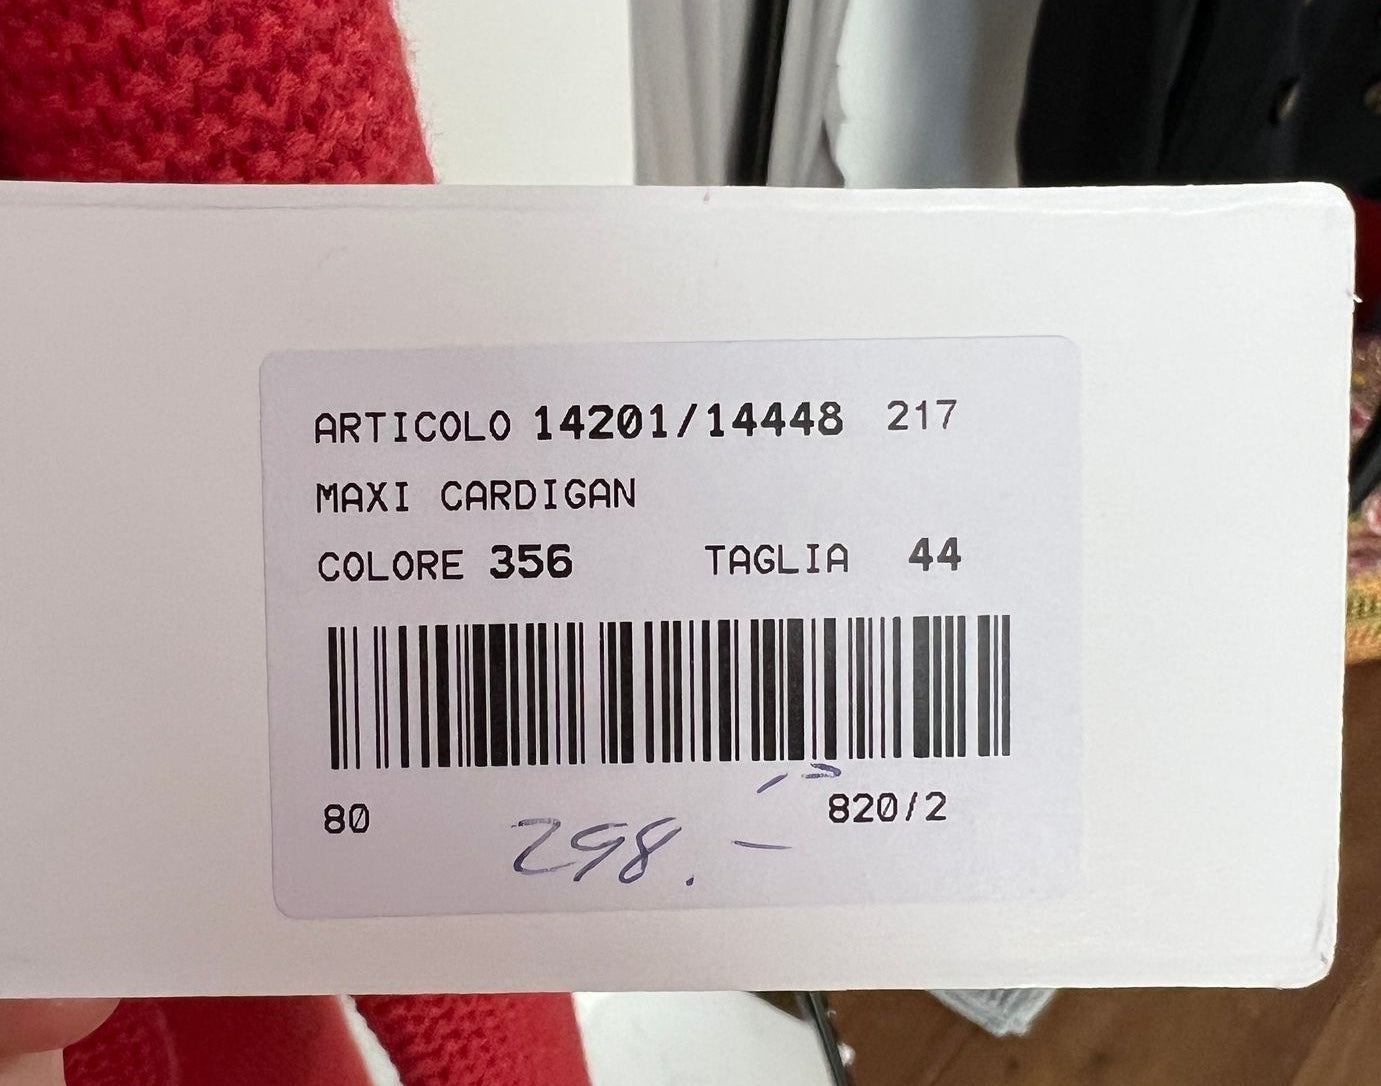 ARTICOLO 14201/14448 217
MAXI CARDIGAN
COLORE 356 TAGLIA 44
80 820/2
298.-